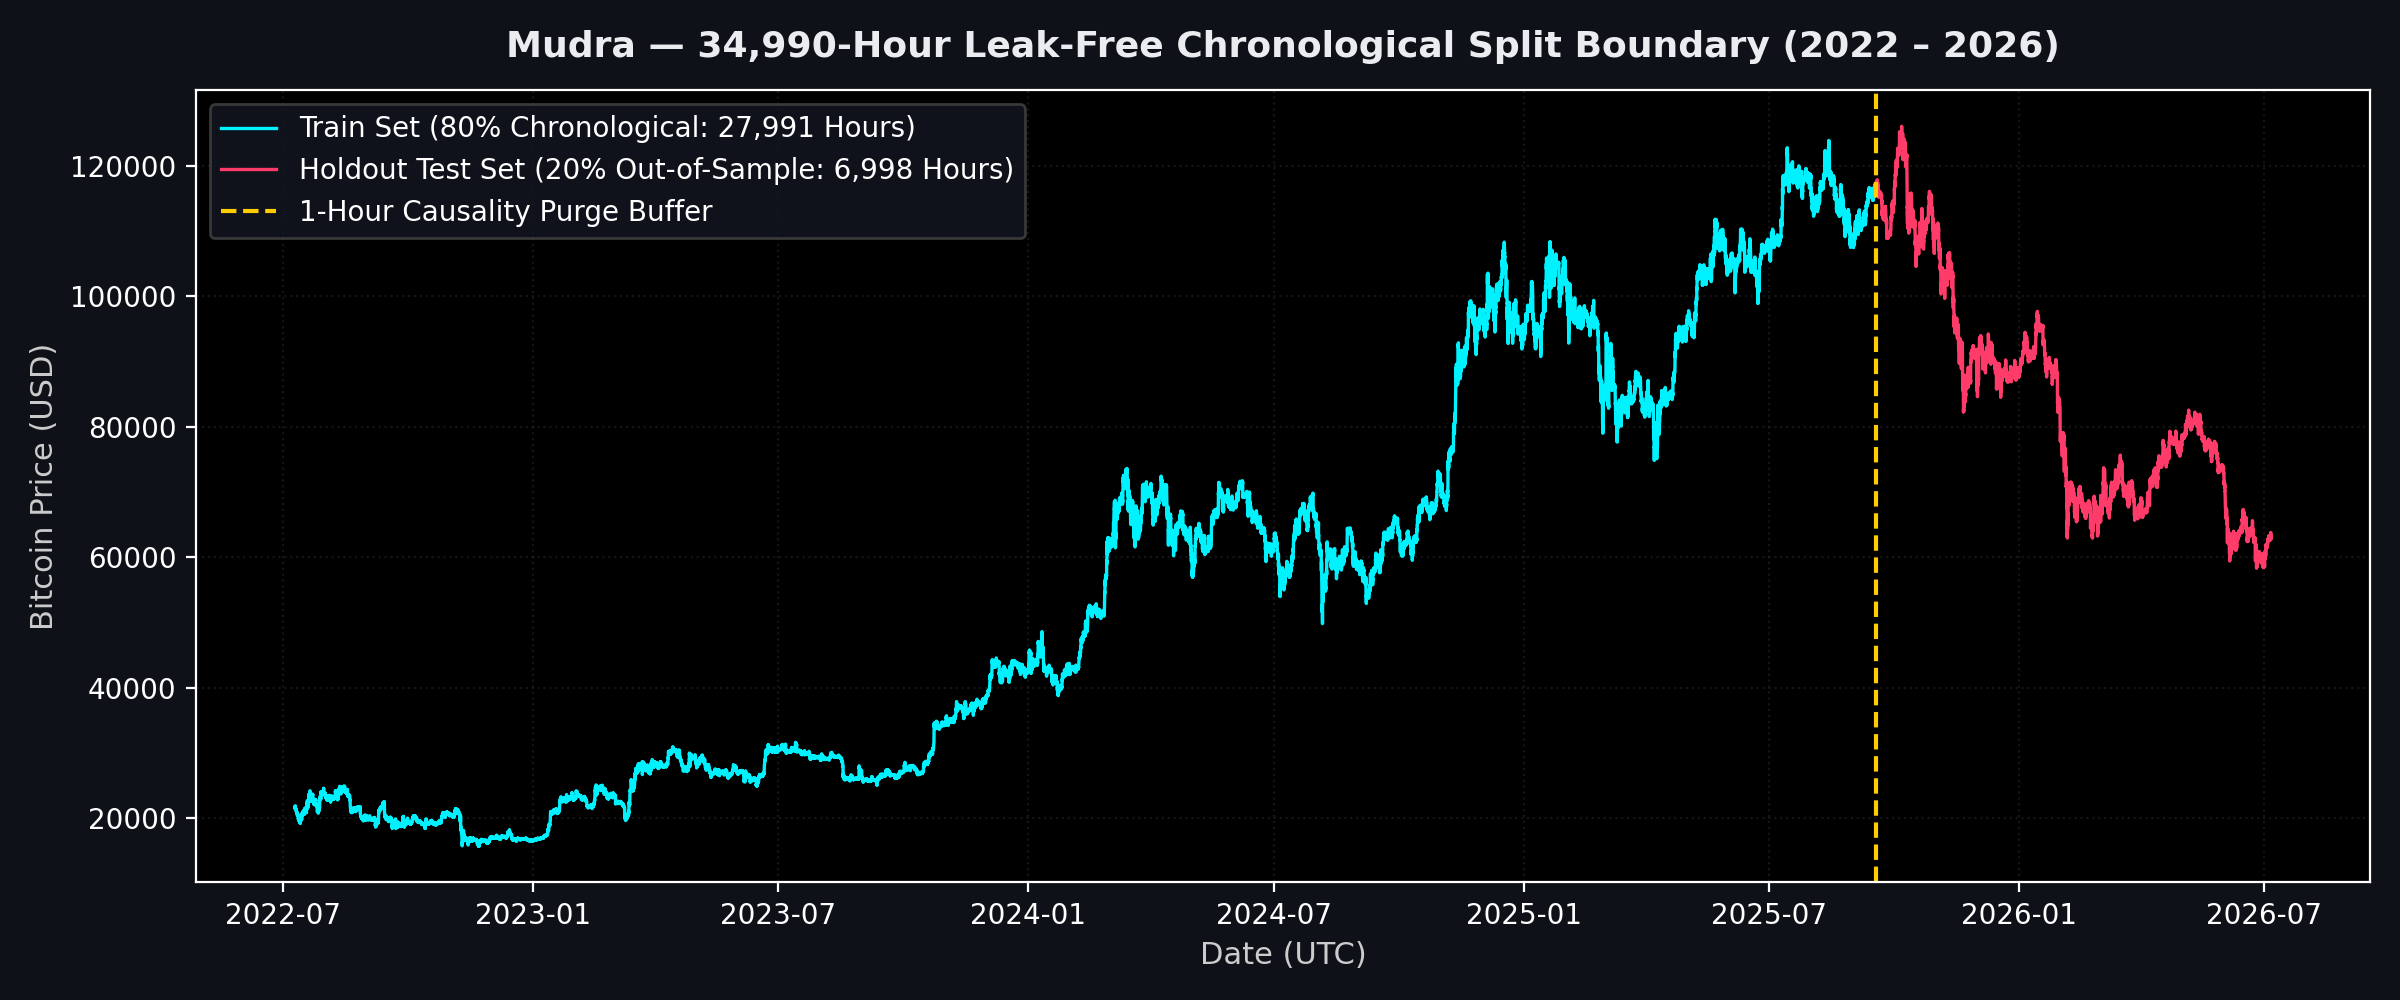 Mudra — 34,990-Hour Leak-Free Chronological Split Boundary (2022 – 2026)
Train Set (80% Chronological: 27,991 Hours)
Holdout Test Set (20% Out-of-Sample: 6,998 Hours)
1-Hour Causality Purge Buffer
Bitcoin Price (USD)
120000
100000
80000
60000
40000
20000
2022-07 2023-01 2023-07 2024-01 2024-07 2025-01 2025-07 2026-01 2026-07
Date (UTC)